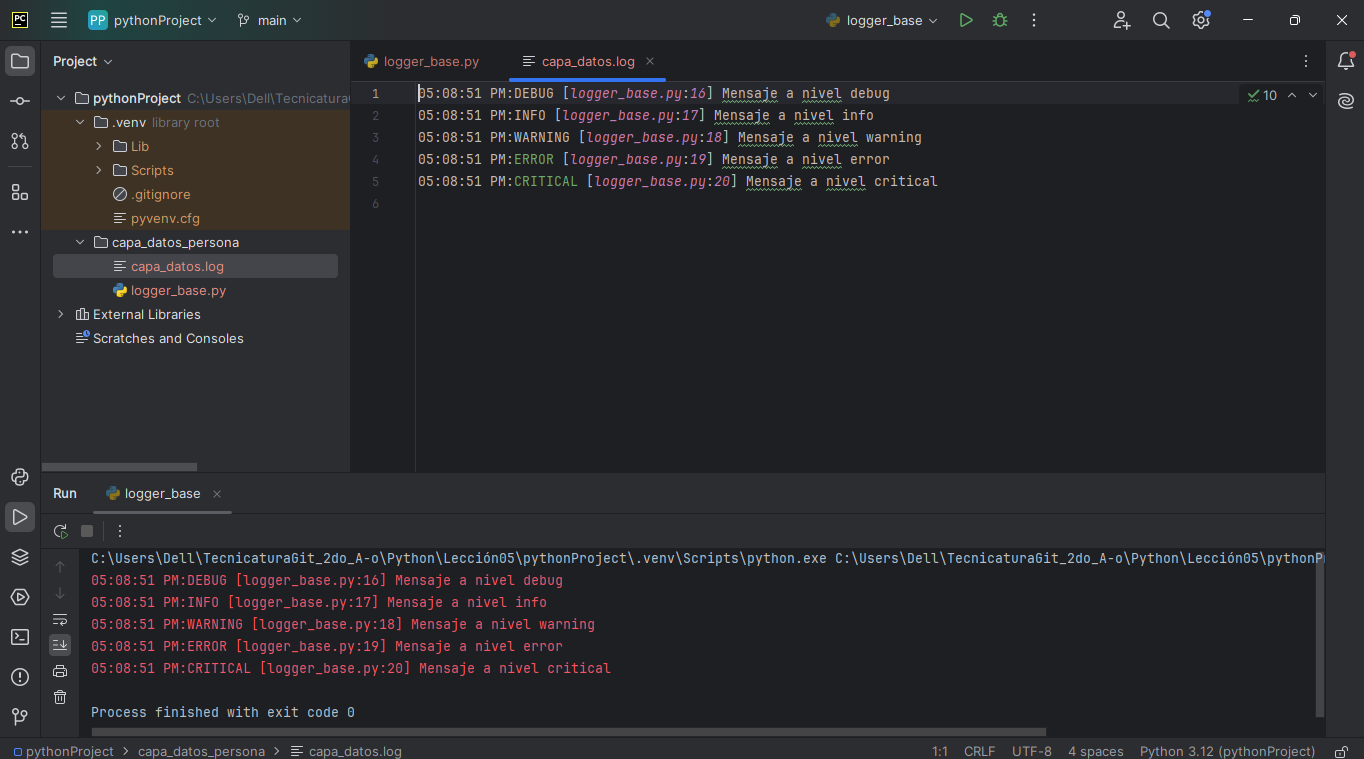 PC
PP pythonProject
main
logger_base
Project
pythonProject C:\Users\Dell\Tecnicatura
.venv library root
Lib
Scripts
.gitignore
pyvenv.cfg
capa_datos_persona
capa_datos.log
logger_base.py
External Libraries
Scratches and Consoles
logger_base.py
capa_datos.log
1 05:08:51 PM:DEBUG [logger_base.py:16] Mensaje a nivel debug
2 05:08:51 PM:INFO [logger_base.py:17] Mensaje a nivel info
3 05:08:51 PM:WARNING [logger_base.py:18] Mensaje a nivel warning
4 05:08:51 PM:ERROR [logger_base.py:19] Mensaje a nivel error
5 05:08:51 PM:CRITICAL [logger_base.py:20] Mensaje a nivel critical
6
10
Run
logger_base
C:\Users\Dell\TecnicaturaGit_2do_A-o\Python\Lección05\pythonProject\.venv\Scripts\python.exe C:\Users\Dell\TecnicaturaGit_2do_A-o\Python\Lección05\pythonP
05:08:51 PM:DEBUG [logger_base.py:16] Mensaje a nivel debug
05:08:51 PM:INFO [logger_base.py:17] Mensaje a nivel info
05:08:51 PM:WARNING [logger_base.py:18] Mensaje a nivel warning
05:08:51 PM:ERROR [logger_base.py:19] Mensaje a nivel error
05:08:51 PM:CRITICAL [logger_base.py:20] Mensaje a nivel critical
Process finished with exit code 0
pythonProject > capa_datos_persona > capa_datos.log
1:1 CRLF UTF-8 4 spaces Python 3.12 (pythonProject)